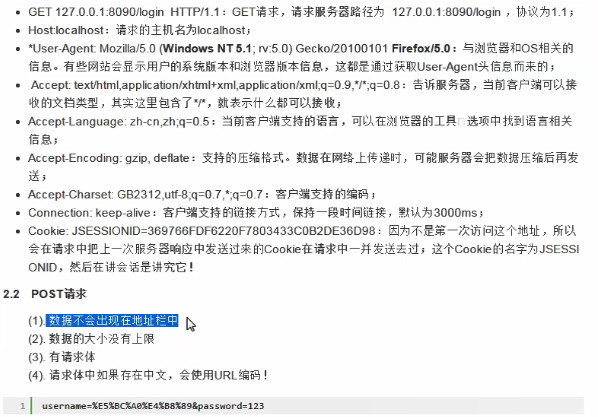 GET 127.0.0.1:8090/login HTTP/1.1：GET请求，请求服务器路径为 127.0.0.1:8090/login ，协议为1.1；
Host:localhost：请求的主机名为localhost；
*User-Agent: Mozilla/5.0 (Windows NT 5.1; rv:5.0) Gecko/20100101 Firefox/5.0：与浏览器和OS相关的
信息。有些网站会显示用户的系统版本和浏览器版本信息，这都是通过获取User-Agent头信息而来的；
Accept: text/html,application/xhtml+xml,application/xml;q=0.9,*/*;q=0.8：告诉服务器，当前客户端可以接
收的文档类型，其实这里包含了*/*，就表示什么都可以接收；
Accept-Language: zh-cn,zh;q=0.5：当前客户端支持的语言，可以在浏览器的工具选项中找到语言相关
信息；
Accept-Encoding: gzip, deflate：支持的压缩格式。数据在网络上传递时，可能服务器会把数据压缩后再发
送；
Accept-Charset: GB2312,utf-8;q=0.7,*;q=0.7：客户端支持的编码；
Connection: keep-alive：客户端支持的链接方式，保持一段时间链接，默认为3000ms；
Cookie: JSESSIONID=369766FDF6220F7803433C0B2DE36D98：因为不是第一次访问这个地址，所以
会在请求中把上一次服务器响应中发送过来的Cookie在请求中一并发送去过；这个Cookie的名字为JSESSI
ONID，然后在讲会话是讲究它！
2.2 POST请求
(1). 数据不会出现在地址栏中
(2). 数据的大小没有上限
(3). 有请求体
(4). 请求体中如果存在中文，会使用URL编码！
1 username=%E5%BC%A0%E4%B8%89&password=123